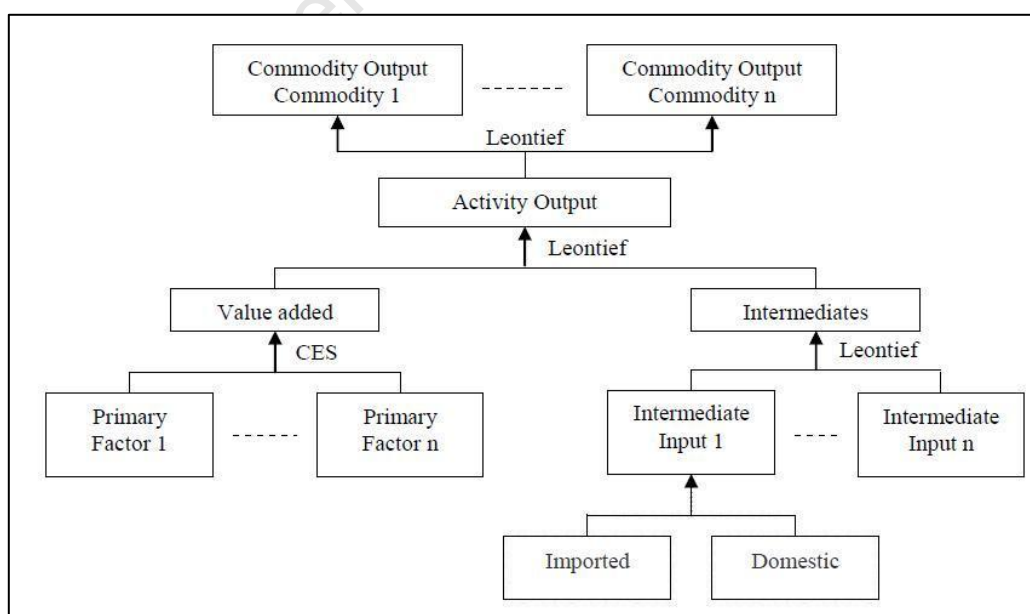 Commodity Output
Commodity 1
Commodity Output
Commodity n
Leontief
Activity Output
Leontief
Value added
Intermediates
CES
Leontief
Primary
Factor 1
Primary
Factor n
Intermediate
Input 1
Intermediate
Input n
Imported
Domestic